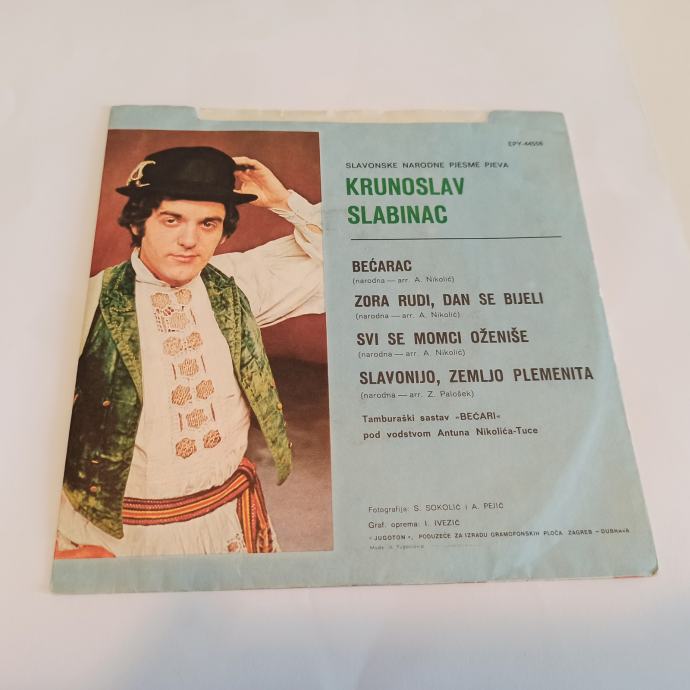 EPY-44556
SLAVONSKE NARODNE PJESME PJEVA
KRUNOSLAV
SLABINAC
BEĆARAC
(narodna — arr. A. Nikolić)
ZORA RUDI, DAN SE BIJELI
(narodna — arr. A. Nikolić)
SVI SE MOMCI OŽENIŠE
(narodna — arr. A. Nikolić)
SLAVONIJO, ZEMLJO PLEMENITA
(narodna — arr. Z. Palošek)
Tamburaški sastav »BEĆARI«
pod vodstvom Antuna Nikolića-Tuce
Fotografije: S. SOKOLIĆ i A. PEJIĆ
Graf. oprema: I. IVEZIĆ
»JUGOTON«, PODUZEĆE ZA IZRADU GRAMOFONSKIH PLOČA ZAGREB – DUBRAVA
Made in Yugoslavia